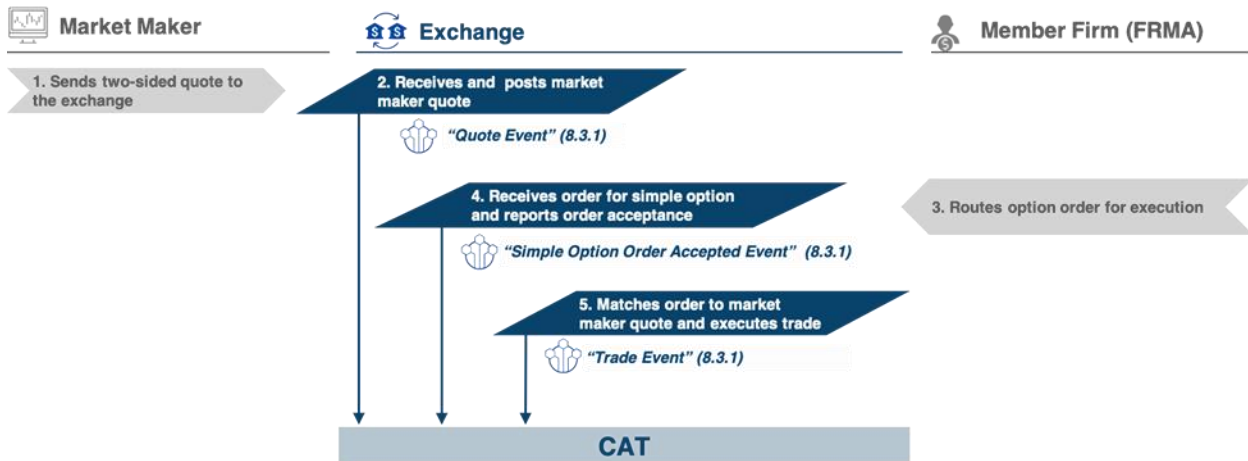 Market Maker
Exchange
Member Firm (FRMA)
1. Sends two-sided quote to
the exchange
2. Receives and posts market
maker quote
“Quote Event” (8.3.1)
4. Receives order for simple option
and reports order acceptance
3. Routes option order for execution
“Simple Option Order Accepted Event” (8.3.1)
5. Matches order to market
maker quote and executes trade
“Trade Event” (8.3.1)
CAT